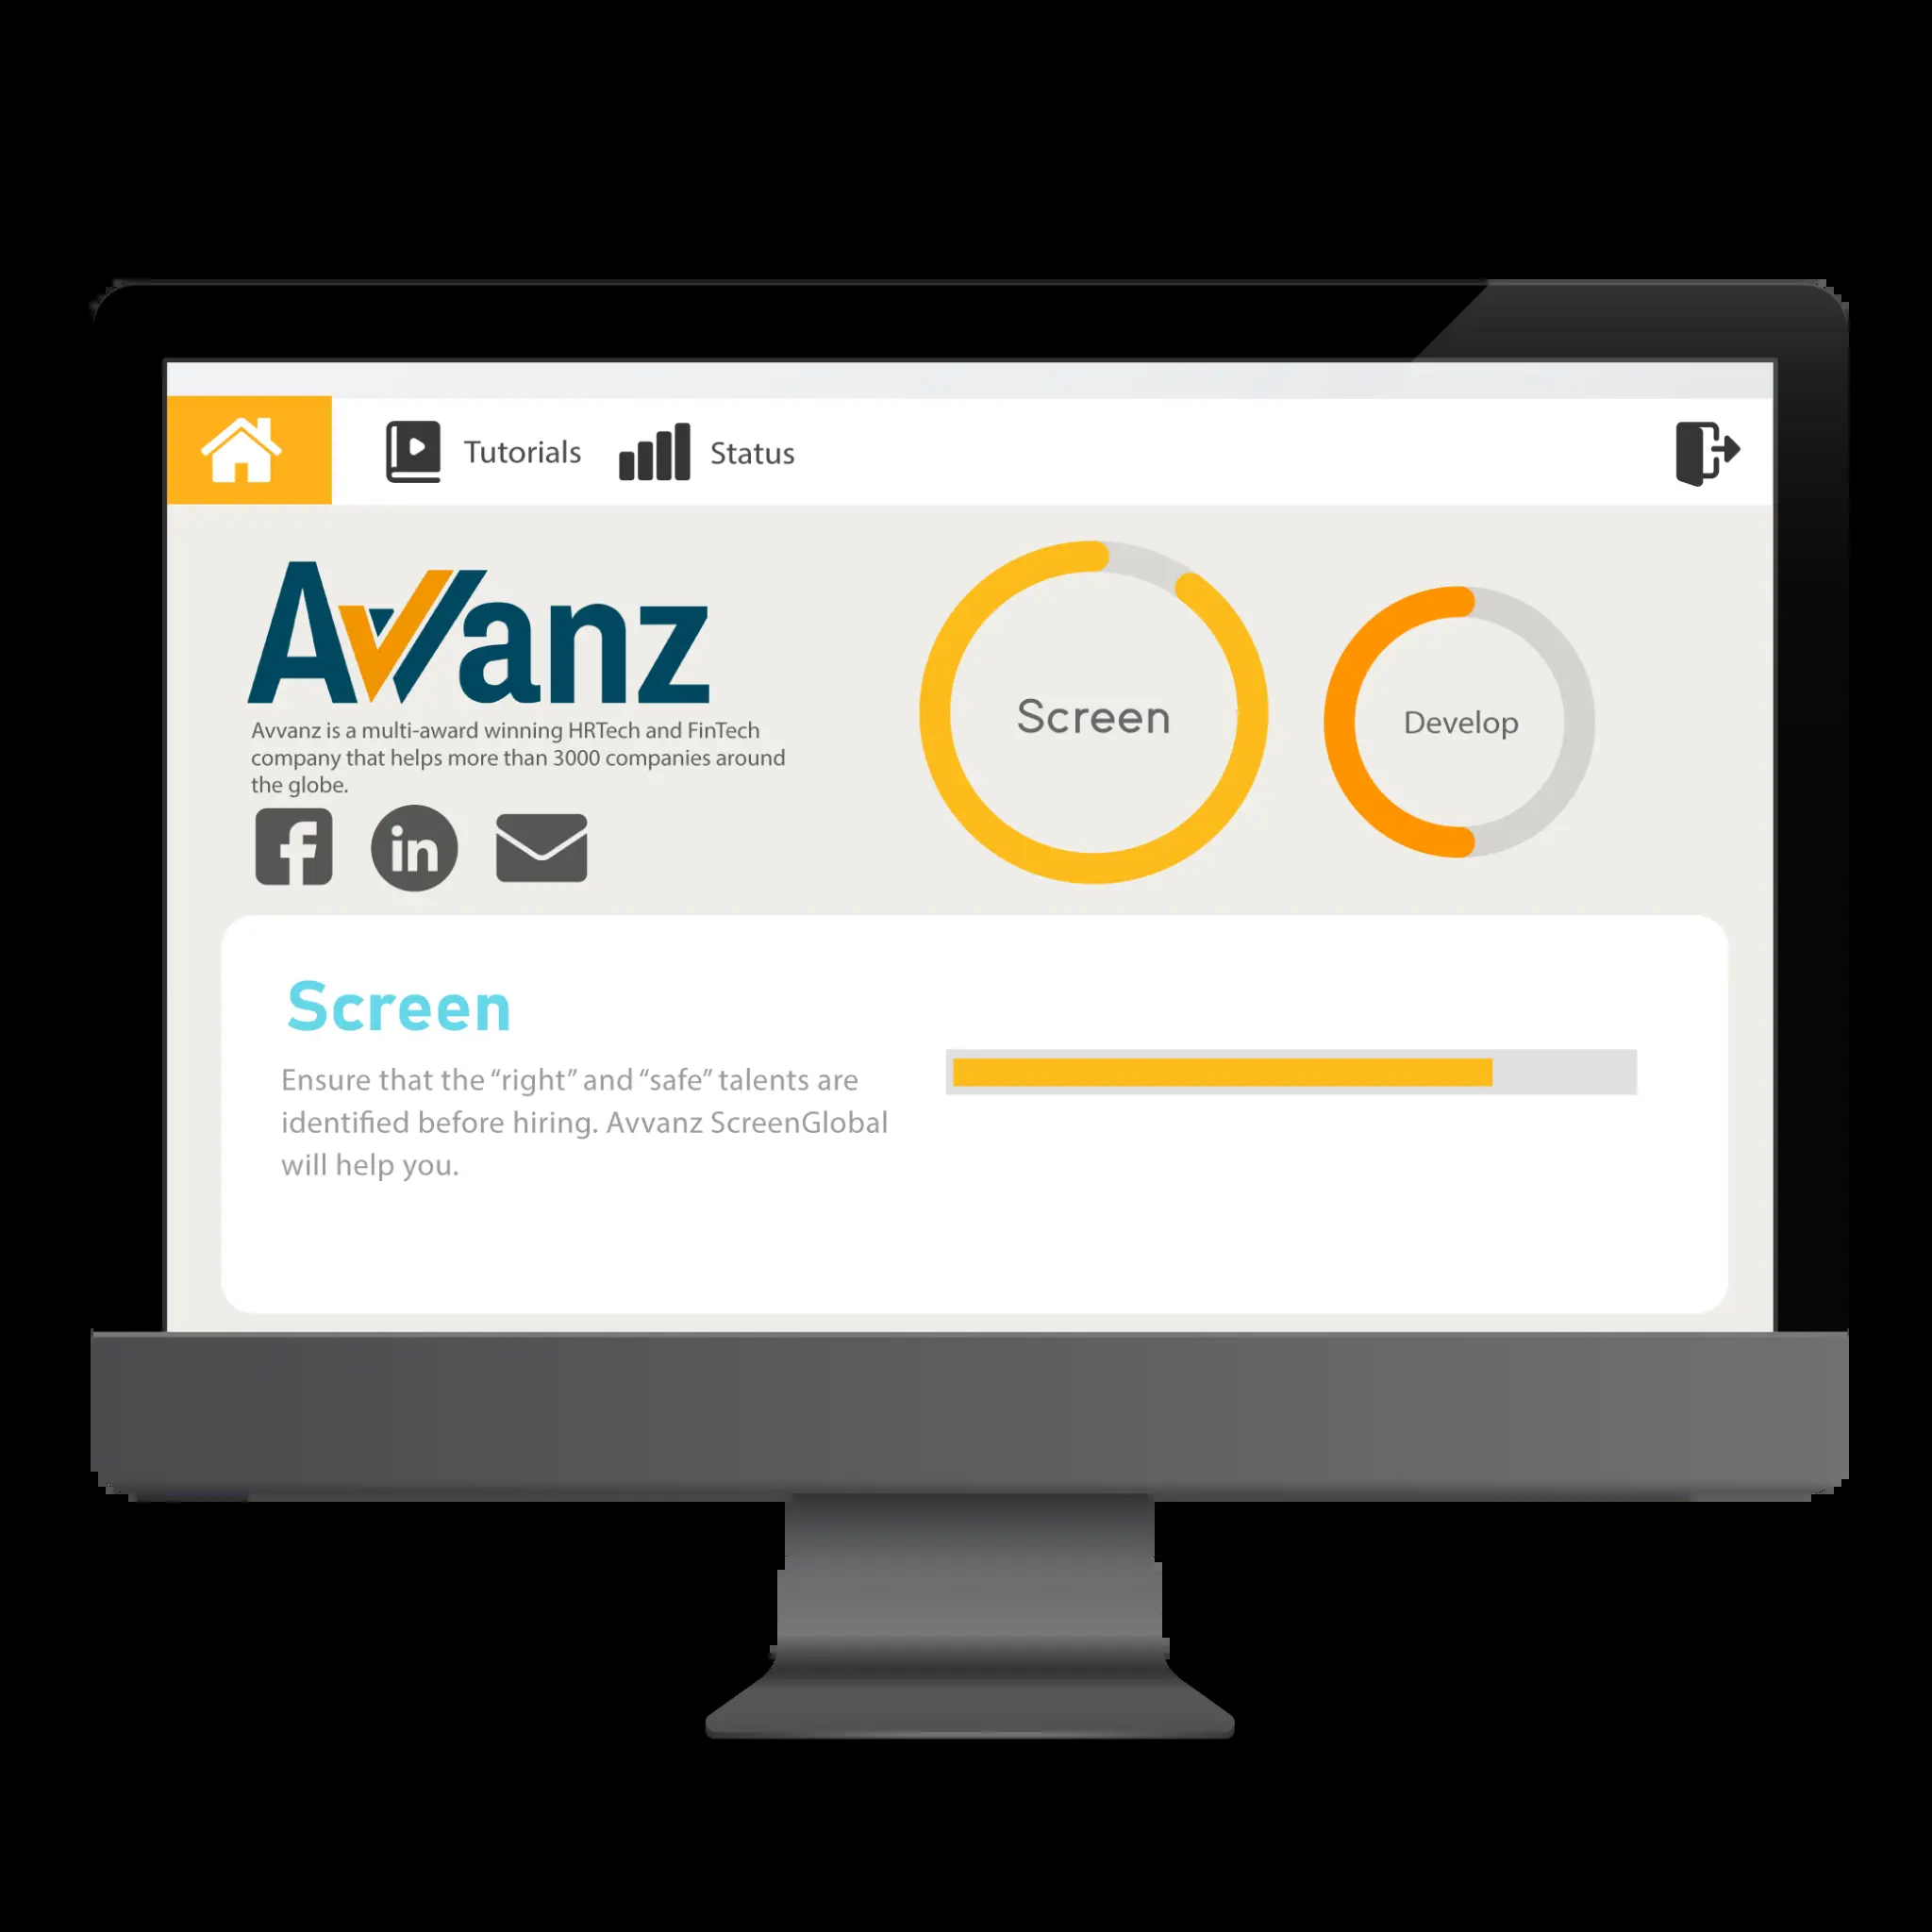 Tutorials
Status
Avvanz
Avvanz is a multi-award winning HRTech and FinTech
company that helps more than 3000 companies around
the globe.
f
in
Screen
Develop
Screen
Ensure that the “right” and “safe” talents are
identified before hiring. Avvanz ScreenGlobal
will help you.